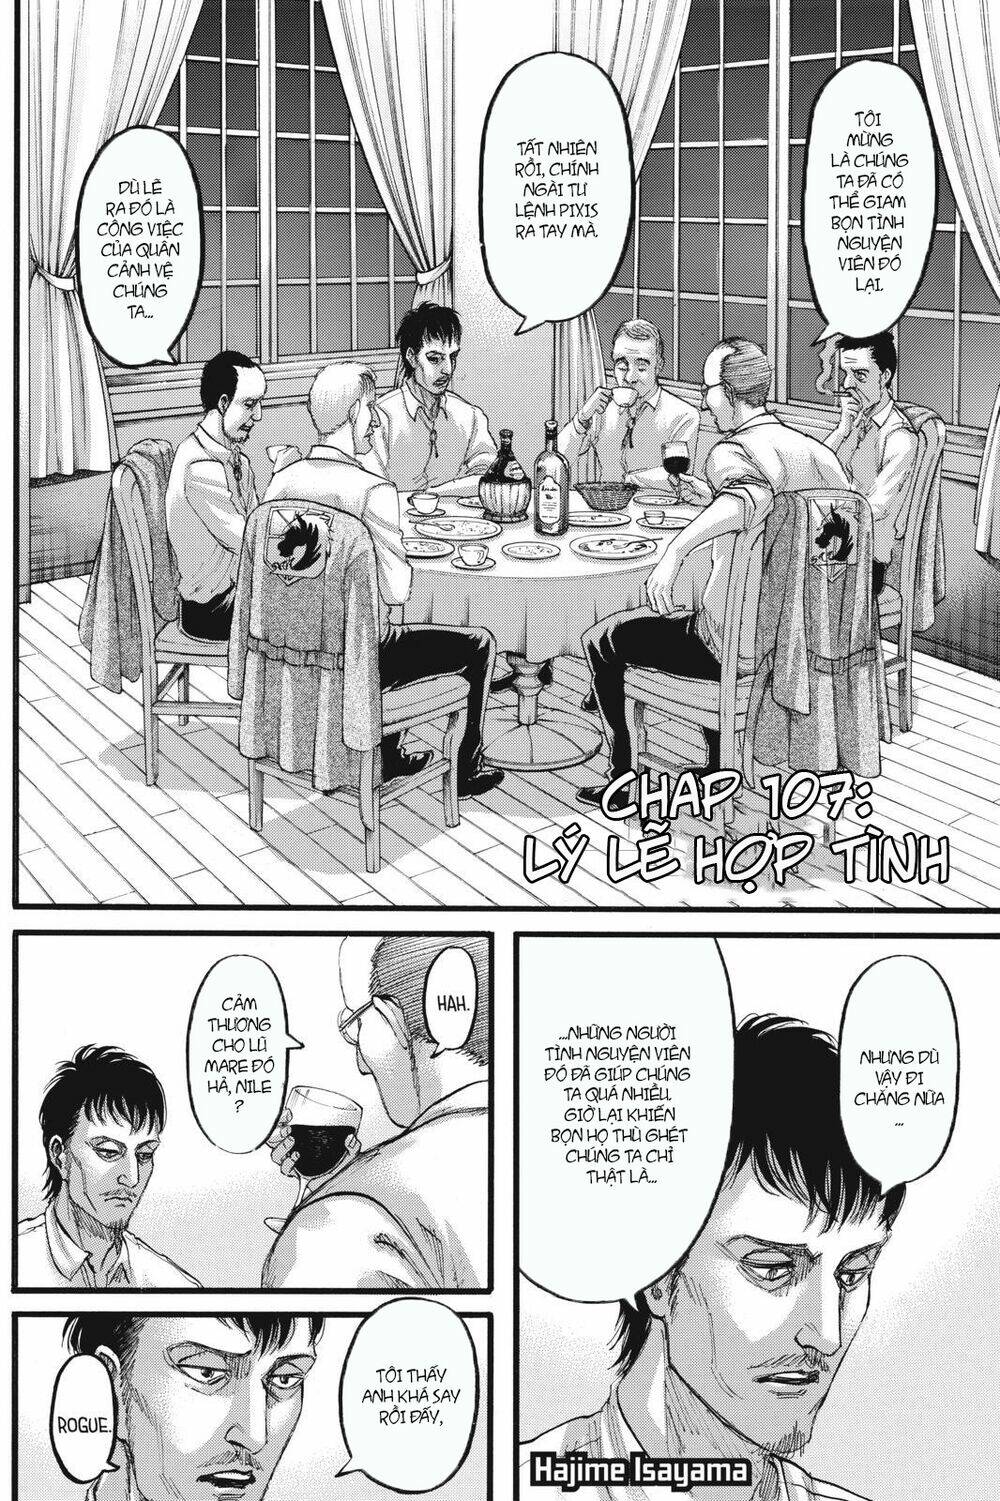 TÔI
MỪNG
LÀ CHÚNG
TA ĐÃ CÓ
THỂ GIAM
BỌN TÌNH
NGUYỆN
VIÊN ĐÓ
LẠI.
TẤT NHIÊN
RỒI, CHÍNH
NGÀI TƯ
LỆNH PIXIS
RA TAY MÀ.
DÙ LẼ
RA ĐÓ LÀ
CÔNG VIỆC
CỦA QUÂN
CẢNH VỆ
CHÚNG
TA...
CHAP 107:
LÝ LẼ HỢP TÌNH
NHƯNG DÙ
VẬY ĐI
CHĂNG NỮA
...
...NHỮNG NGƯỜI
TÌNH NGUYỆN VIÊN
ĐÓ ĐÃ GIÚP CHÚNG
TA QUÁ NHIỀU.
GIỜ LẠI KHIẾN
BỌN HỌ THÙ GHÉT
CHÚNG TA CHỈ
THẬT LÀ...
HAH.
CẢM
THƯƠNG
CHO LŨ
MARE ĐÓ
HẢ, NILE
?
TÔI THẤY
ANH KHÁ SAY
RỒI ĐẤY,
ROGUE.
Hajime Isayama